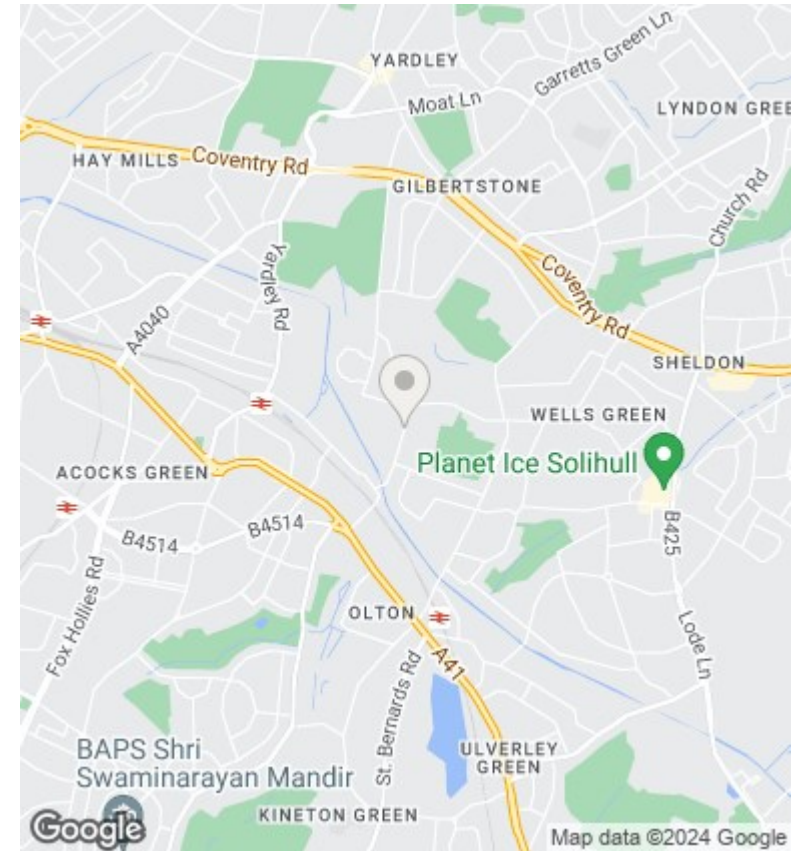 YARDLEY
Garretts Green Ln
Moat Ln
LYNDON GREE
HAY MILLS
Coventry Rd
GILBERTSTONE
Church Rd
Yardley Rd
Coventry Rd
A4040
SHELDON
WELLS GREEN
Planet Ice Solihull
ACOCKS GREEN
B4514
B4514
B425
Fox Hollies Rd
OLTON
Lode Ln
A41
St. Bernards Rd
ULVERLEY
GREEN
BAPS Shri
Swaminarayan Mandir
KINETON GREEN
Google
Map data ©2024 Google